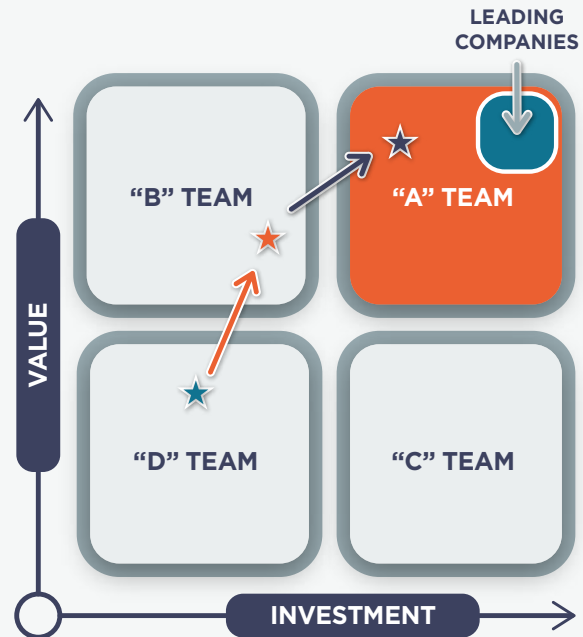 LEADING
COMPANIES
“B” TEAM
“A” TEAM
VALUE
“D” TEAM
“C” TEAM
INVESTMENT